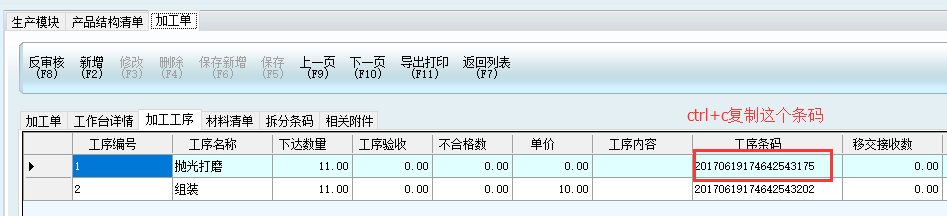 生产模块 产品结构清单 加工单
反审核 新增 修改 删除 保存新增 保存 上一页 下一页 导出打印 返回列表
(F8) (F2) (F3) (F4) (F6) (F5) (F9) (F10) (F11) (F7)
ctrl+c复制这个条码
加工单 工作台详情 加工工序 材料清单 拆分条码 相关附件
工序编号 工序名称 下达数量 工序验收 不合格数 单价 工序内容 工序条码 移交接收数
1 抛光打磨 11.00 0.00 0.00 0.00 20170619174642543175 0.00
2 组装 11.00 0.00 0.00 10.00 20170619174642543202 0.00